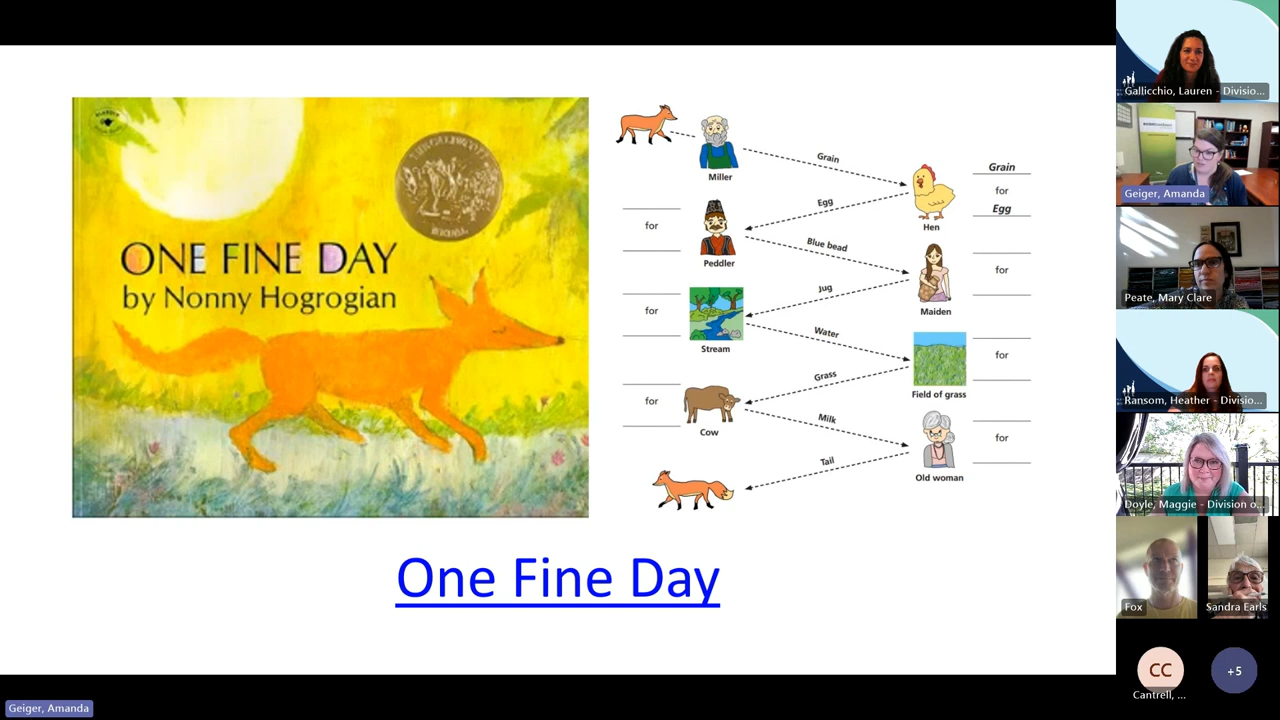 ONE FINE DAY
by Nonny Hogrogian
Miller
Grain
Hen
Grain
for
Egg
Egg
for
Peddler
Blue bead
Maiden
for
Jug
for
Stream
Water
Field of grass
for
Grass
for
Cow
Milk
Old woman
for
Tail
One Fine Day
Geiger, Amanda
Gallicchio, Lauren - Divisio...
Geiger, Amanda
Peate, Mary Clare
Ransom, Heather - Divisio...
Doyle, Maggie - Division o...
Fox
Sandra Earls
CC
Cantrell, ...
+5